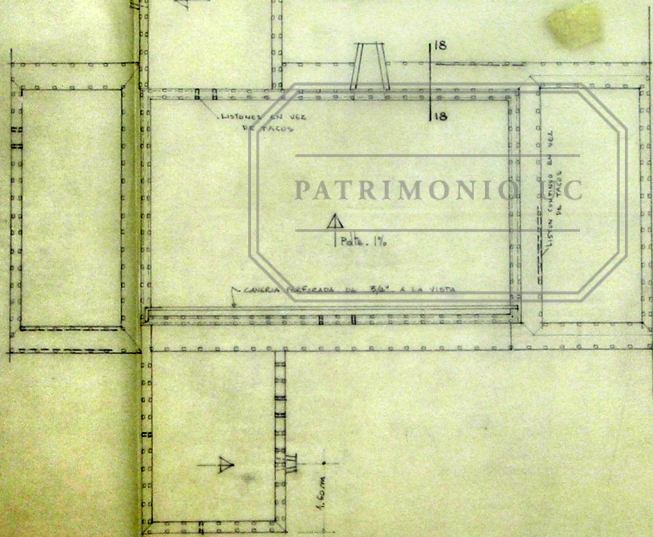 18
18
LISTONES EN VEZ
DE TACOS
PATRIMONIO UC
LISTON CONTINUO EN VEZ
DE TACOS
Pdte. 1%
CAÑERIA PERFORADA DE 3/4" A LA VISTA
1.60 m